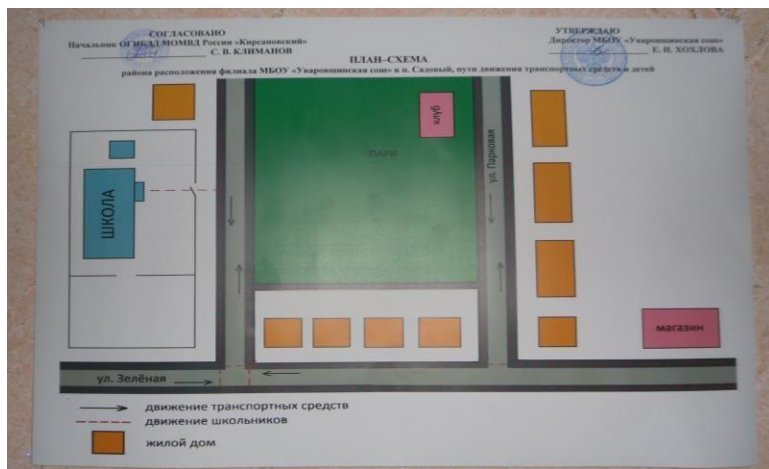 СОГЛАСОВАНО
Начальник ОГИБДД МОМВД России «Кирсановский»
С. В. КЛИМАНОВ
УТВЕРЖДАЮ
Директор МБОУ «Уваровщинская сош»
Е. И. ХОХЛОВА
ПЛАН–СХЕМА
района расположения филиала МБОУ «Уваровщинская сош» в п. Садовый, пути движения транспортных средств и детей
клуб
ПАРК
ул. Парковая
ШКОЛА
магазин
ул. Зелёная
движение транспортных средств
движение школьников
жилой дом